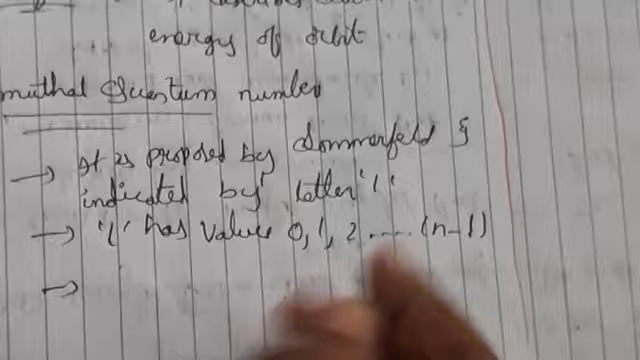 energy of orbit
muthal Quantum number
→ It is proposed by Sommerfeld &
indicated by latter 'l'
→ 'l' has values 0, 1, 2 ..... (n-1)
→